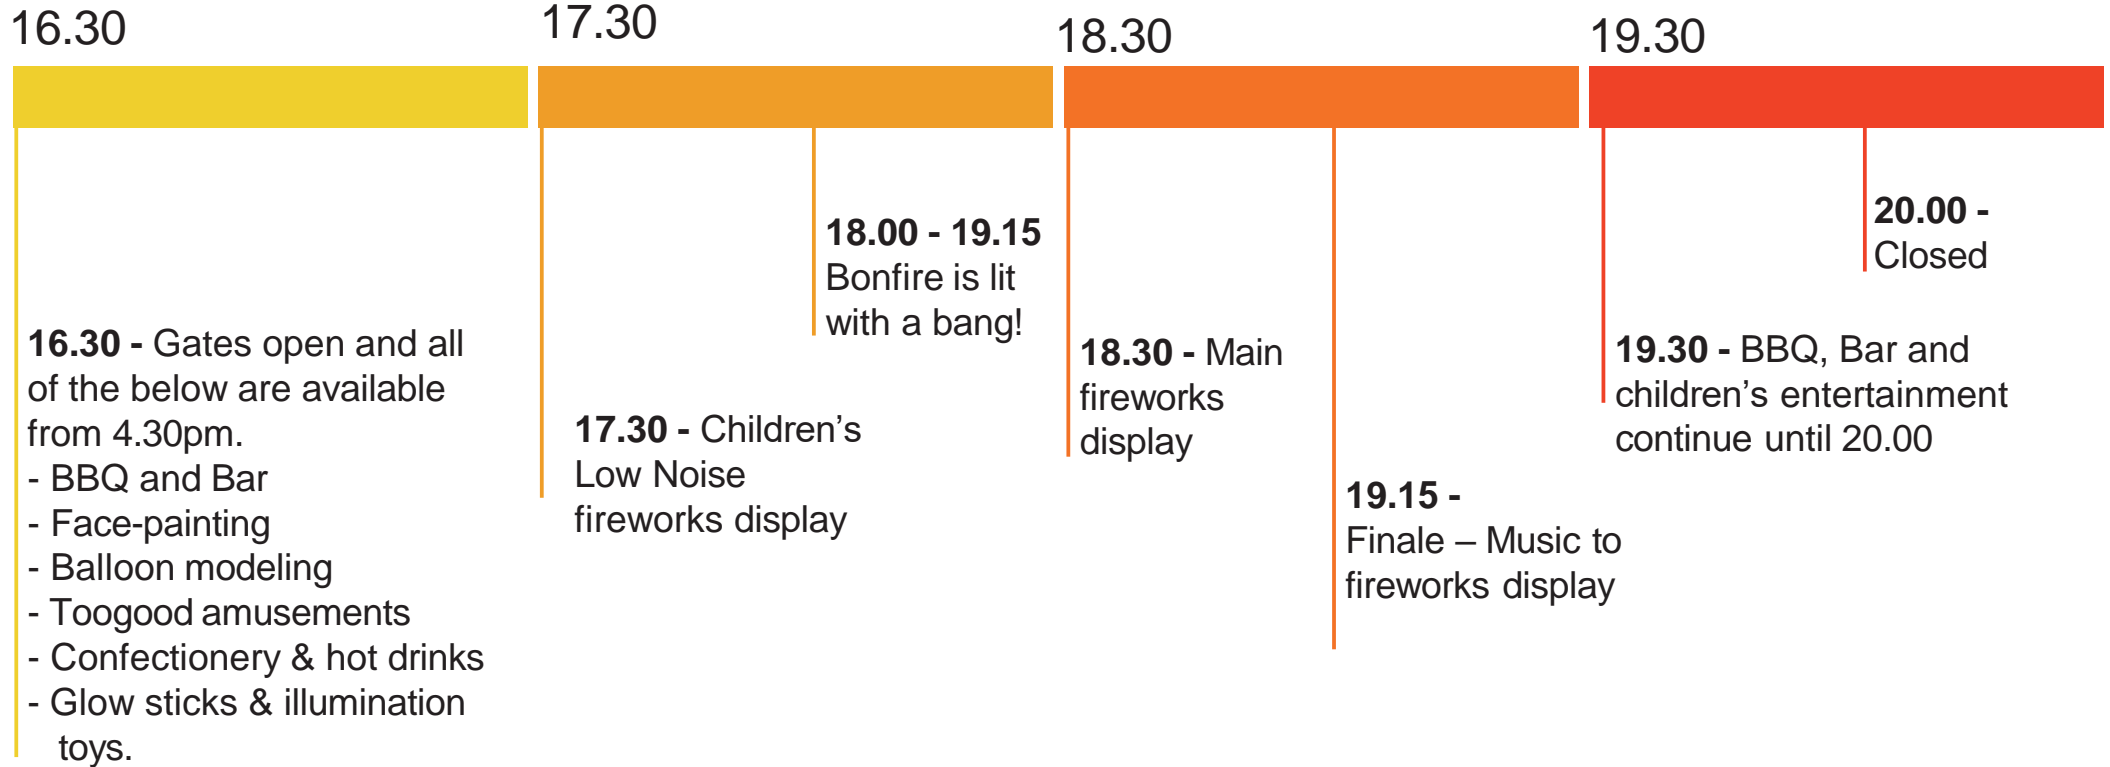 16.30
17.30
18.30
19.30
16.30 - Gates open and all
of the below are available
from 4.30pm.
- BBQ and Bar
- Face-painting
- Balloon modeling
- Toogood amusements
- Confectionery & hot drinks
- Glow sticks & illumination
toys.
17.30 - Children’s
Low Noise
fireworks display
18.00 - 19.15
Bonfire is lit
with a bang!
18.30 - Main
fireworks
display
19.15 -
Finale – Music to
fireworks display
19.30 - BBQ, Bar and
children’s entertainment
continue until 20.00
20.00 -
Closed